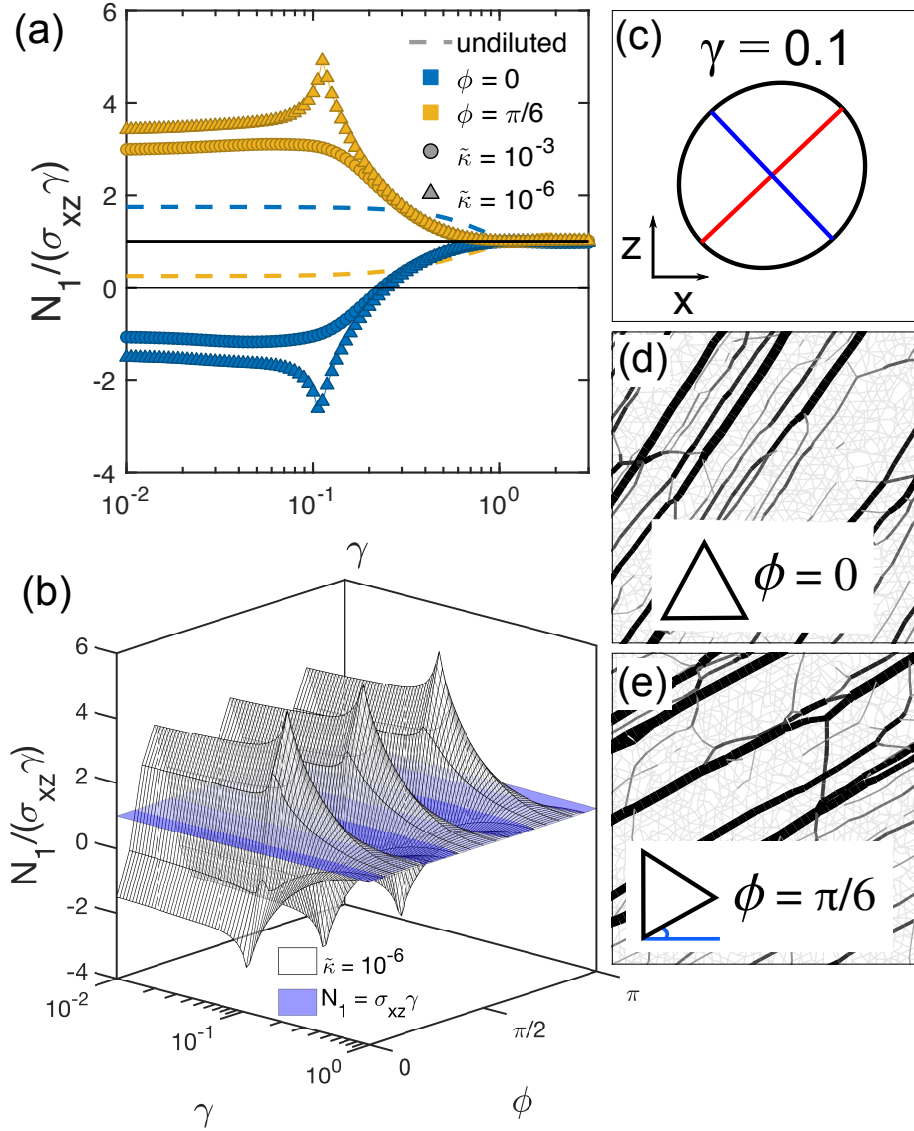 (a)
6
4
2
0
-2
-4
N₁/(σₓzγ)
undiluted
ϕ = 0
ϕ = π/6
κ̃ = 10⁻³
κ̃ = 10⁻⁶
10⁻² 10⁻¹ 10⁰
γ
(b)
6
4
2
0
-2
-4
N₁/(σₓzγ)
κ̃ = 10⁻⁶
N₁ = σₓzγ
10⁻² 10⁻¹ 10⁰
γ
0 π/2 π
ϕ
(c)
γ = 0.1
z
x
(d)
ϕ = 0
(e)
ϕ = π/6